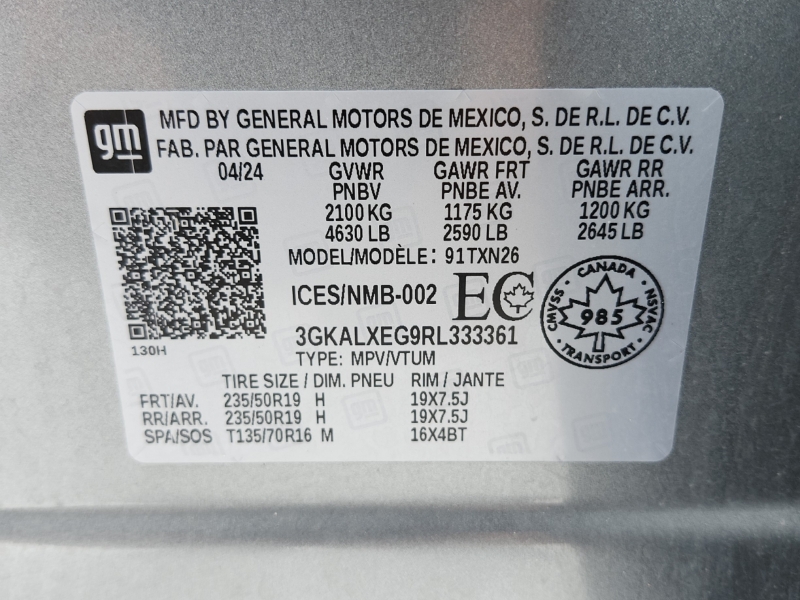 gm
MFD BY GENERAL MOTORS DE MEXICO, S. DE R.L. DE C.V.
FAB. PAR GENERAL MOTORS DE MEXICO, S. DE R.L. DE C.V.
04/24 GVWR GAWR FRT GAWR RR
PNBV PNBE AV. PNBE ARR.
2100 KG 1175 KG 1200 KG
4630 LB 2590 LB 2645 LB
MODEL/MODÈLE: 91TXN26
ICES/NMB-002 EC
CANADA
CMVSS 985 NSVAC
TRANSPORT
130H
3GKALXEG9RL333361
TYPE: MPV/VTUM
TIRE SIZE / DIM. PNEU RIM / JANTE
FRT/AV. 235/50R19 H 19X7.5J
RR/ARR. 235/50R19 H 19X7.5J
SPA/SOS T135/70R16 M 16X4BT